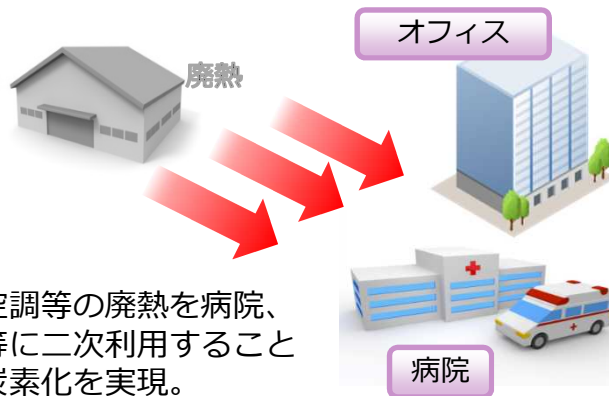 オフィス
廃熱
空調等の廃熱を病院、
等に二次利用すること
炭素化を実現。
病院